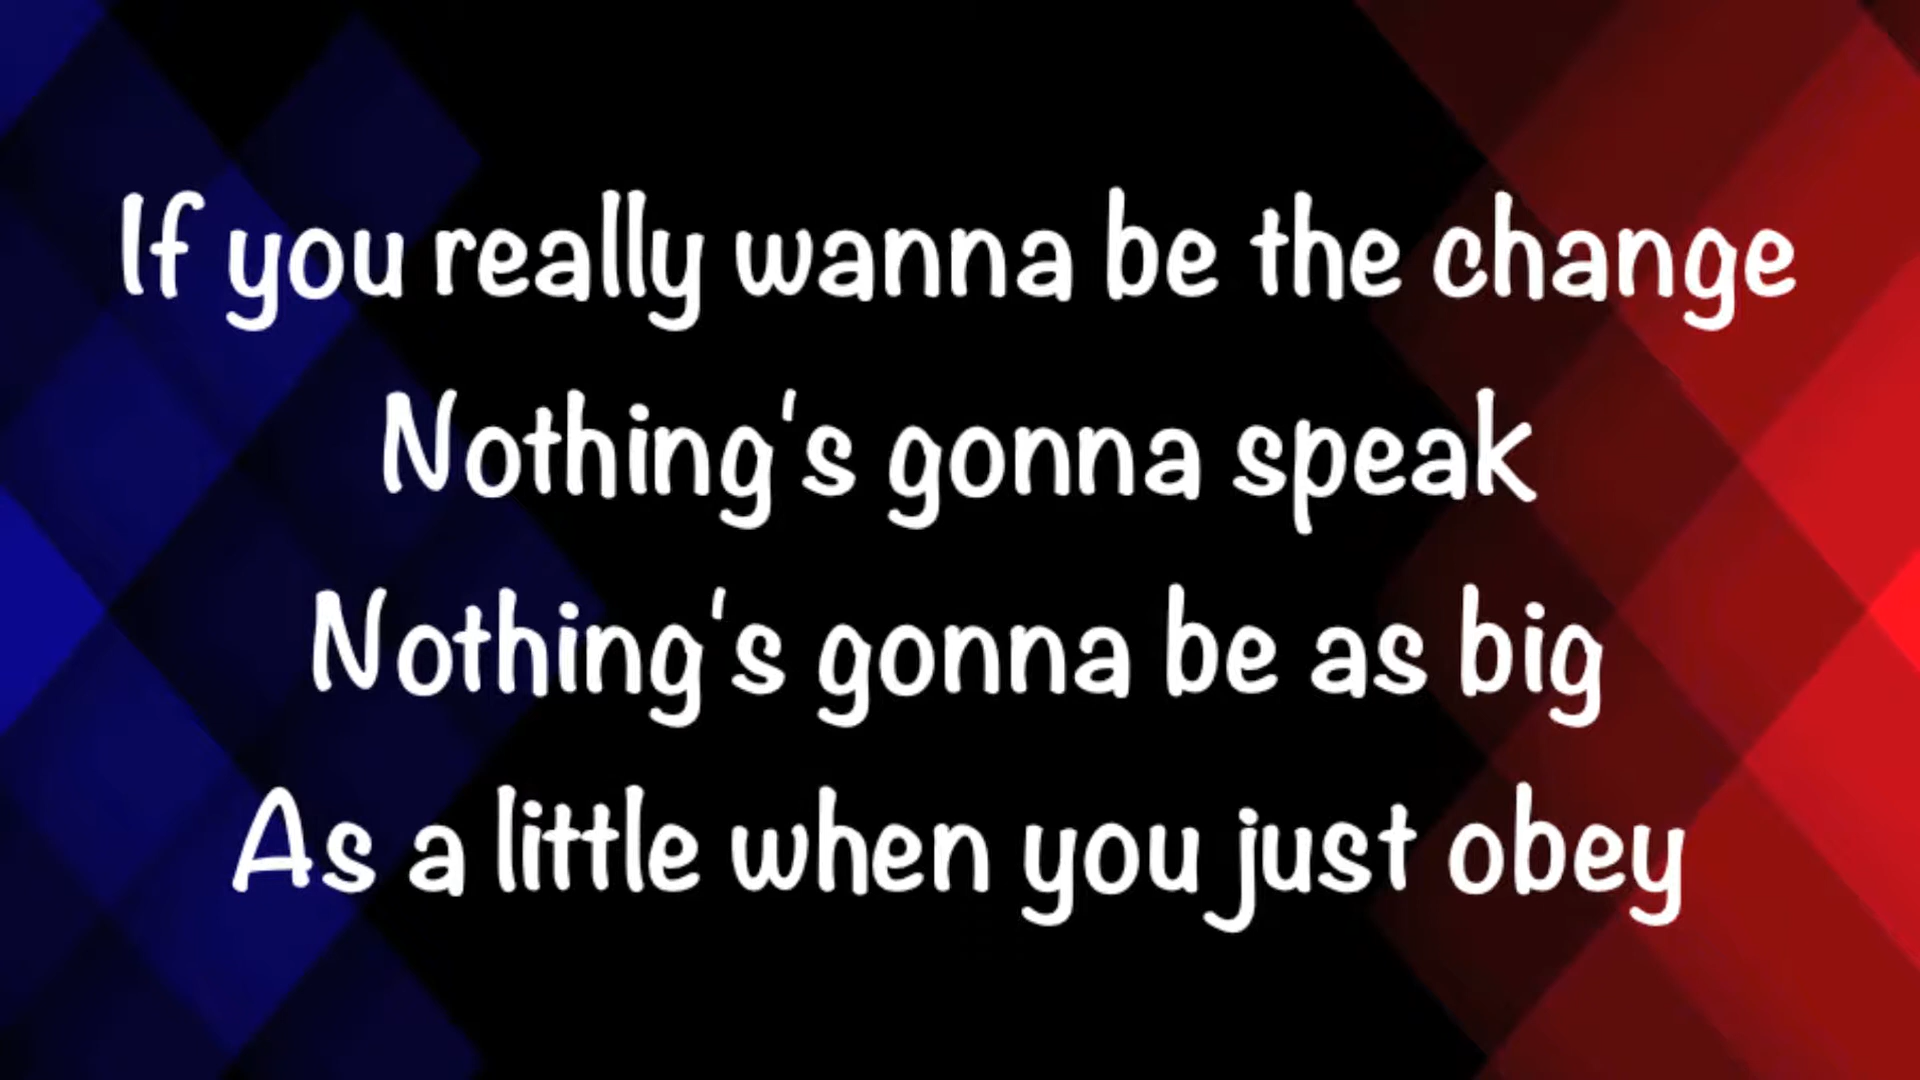 If you really wanna be the change
Nothing's gonna speak
Nothing's gonna be as big
As a little when you just obey